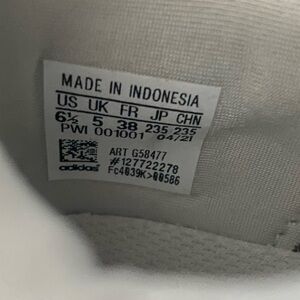 MADE IN INDONESIA
US UK FR JP CHN
6½ 5 38 235 235
PWI 001001 04/21
ART G58477
#127722278
adidas Fc4039K>00586